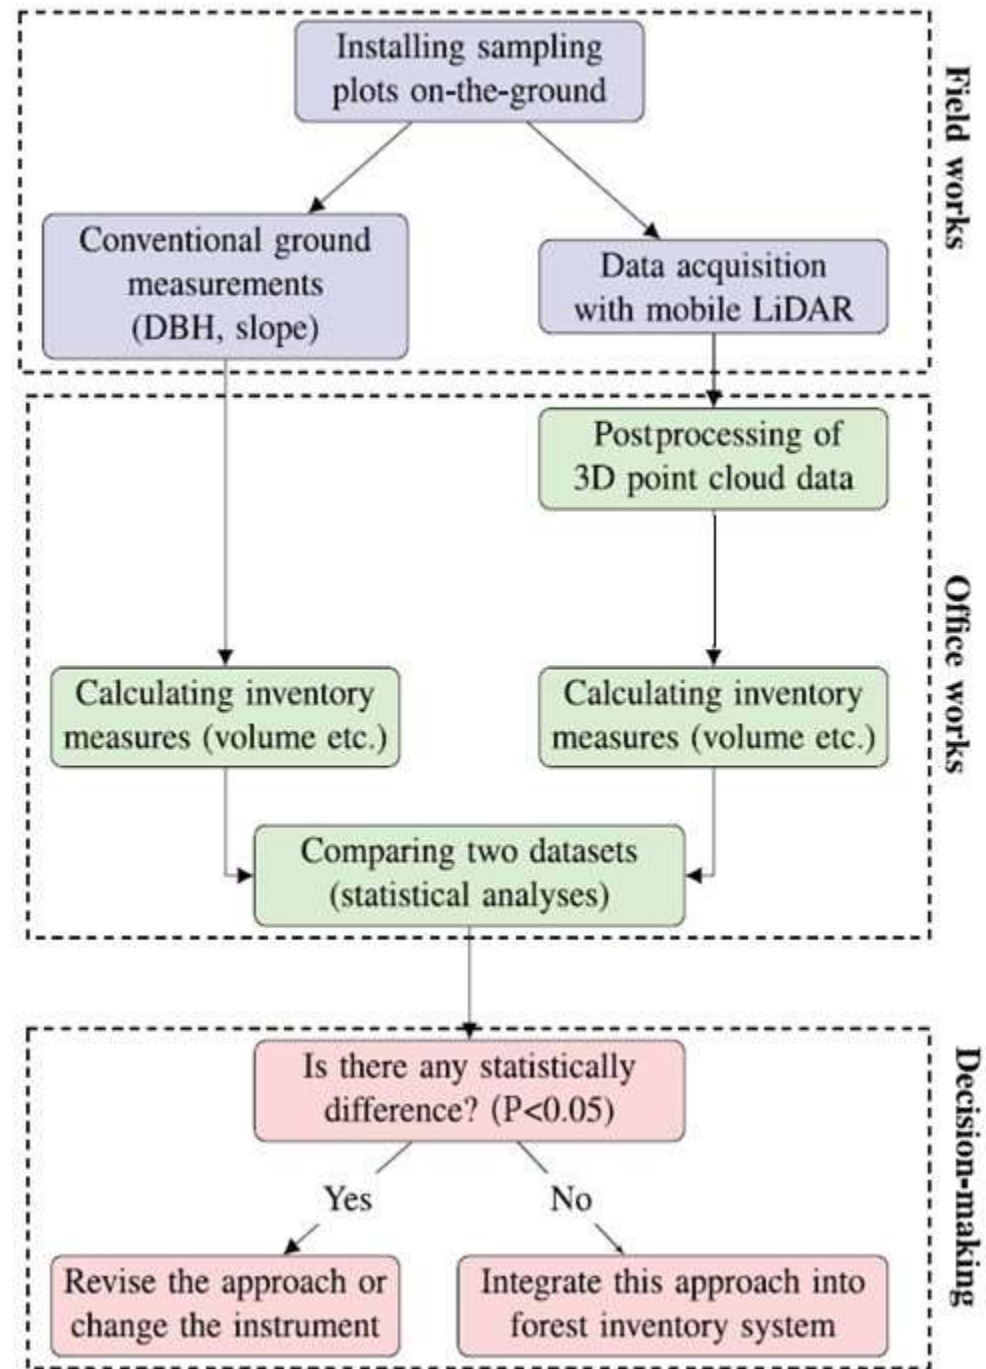 Installing sampling
plots on-the-ground
Field works
Conventional ground
measurements
(DBH, slope)
Data acquisition
with mobile LiDAR
Postprocessing of
3D point cloud data
Office works
Calculating inventory
measures (volume etc.)
Calculating inventory
measures (volume etc.)
Comparing two datasets
(statistical analyses)
Is there any statistically
difference? (P<0.05)
Decision-making
Yes
No
Revise the approach or
change the instrument
Integrate this approach into
forest inventory system